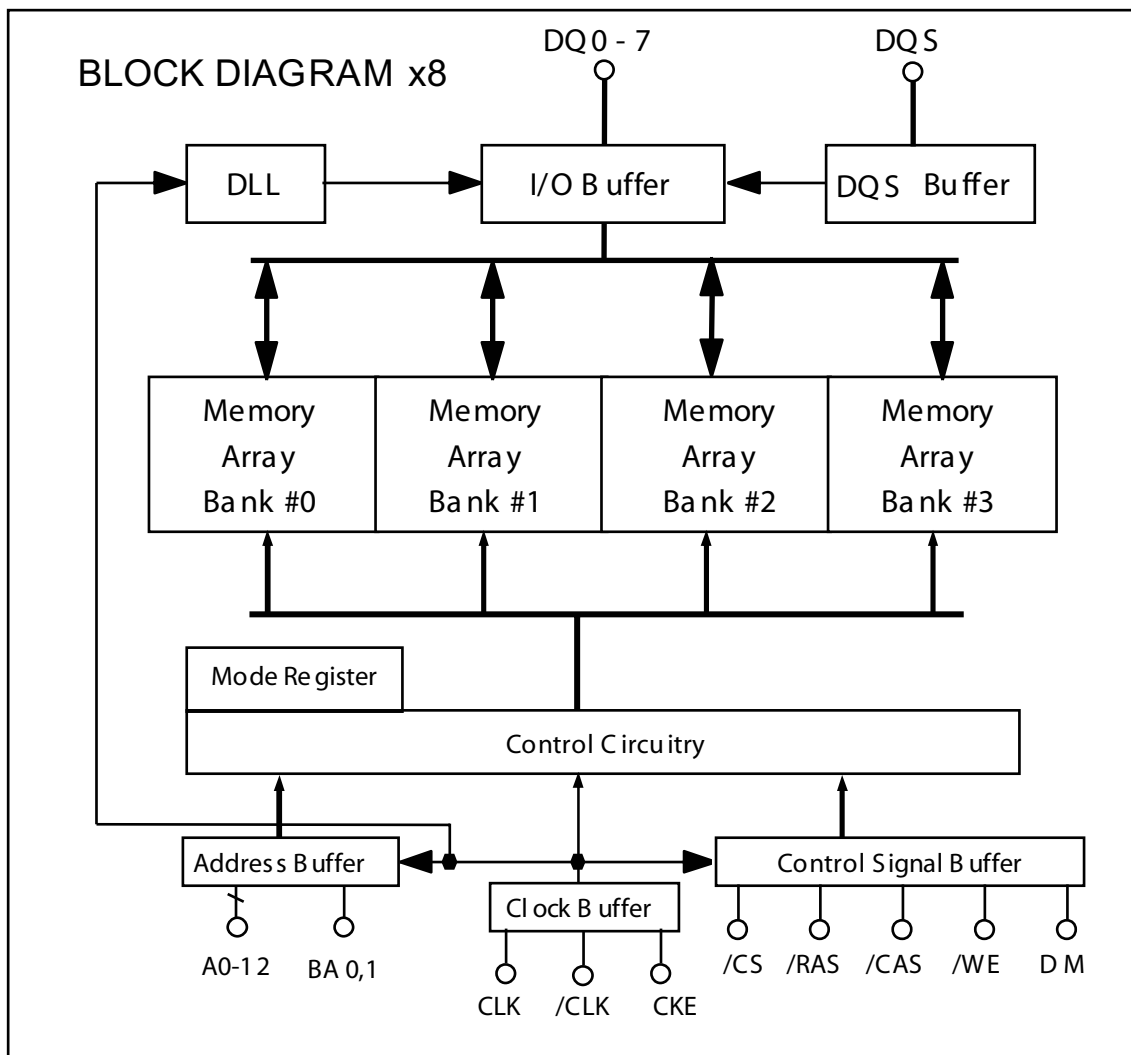 DQ0 - 7
DQS
BLOCK DIAGRAM x8
DLL
I/O Buffer
DQS Buffer
Memory
Array
Bank #0
Memory
Array
Bank #1
Memory
Array
Bank #2
Memory
Array
Bank #3
Mode Register
Control Circuitry
Address Buffer
Control Signal Buffer
Clock Buffer
A0-12
BA 0,1
CLK
/CLK
CKE
/CS
/RAS
/CAS
/WE
DM